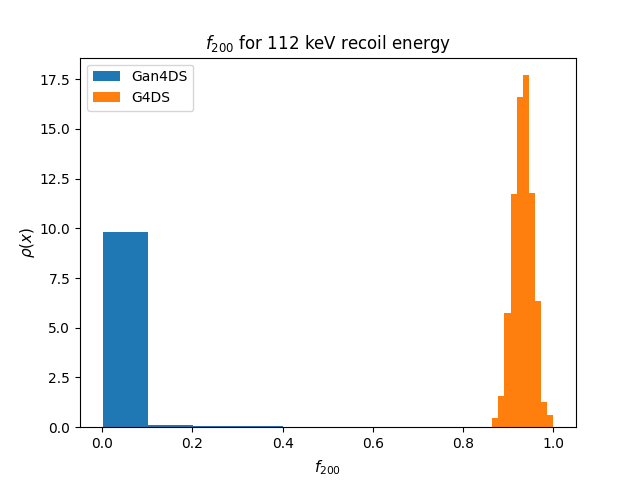 f₂₀₀ for 112 keV recoil energy
Gan4DS
G4DS
17.5
15.0
12.5
10.0
7.5
5.0
2.5
0.0
ρ(x)
0.0 0.2 0.4 0.6 0.8 1.0
f₂₀₀